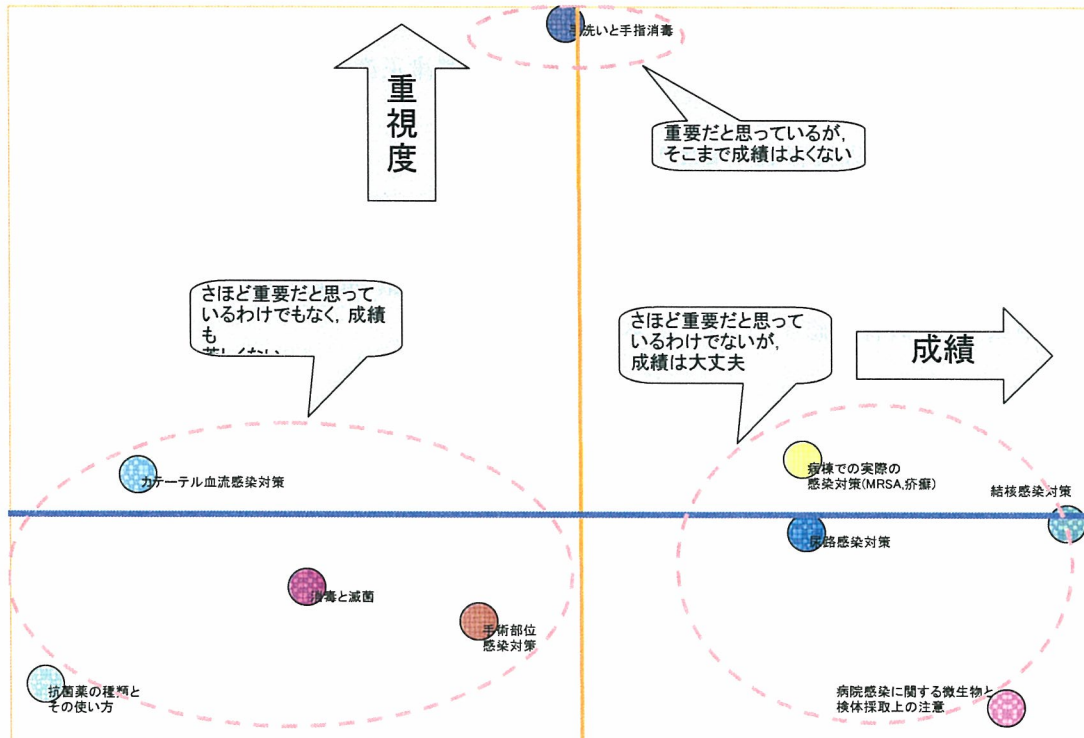 手洗いと手指消毒
重視度
重要だと思っているが,
そこまで成績はよくない
さほど重要だと思って
いるわけでもなく, 成績
も
さほど重要だと思って
いるわけでないが,
成績は大丈夫
成績
カテーテル血流感染対策
病棟での実際の
感染対策(MRSA,疥癬)
結核感染対策
尿路感染対策
消毒と滅菌
手術部位
感染対策
抗菌薬の種類と
その使い方
病院感染に関する微生物と
検体採取上の注意